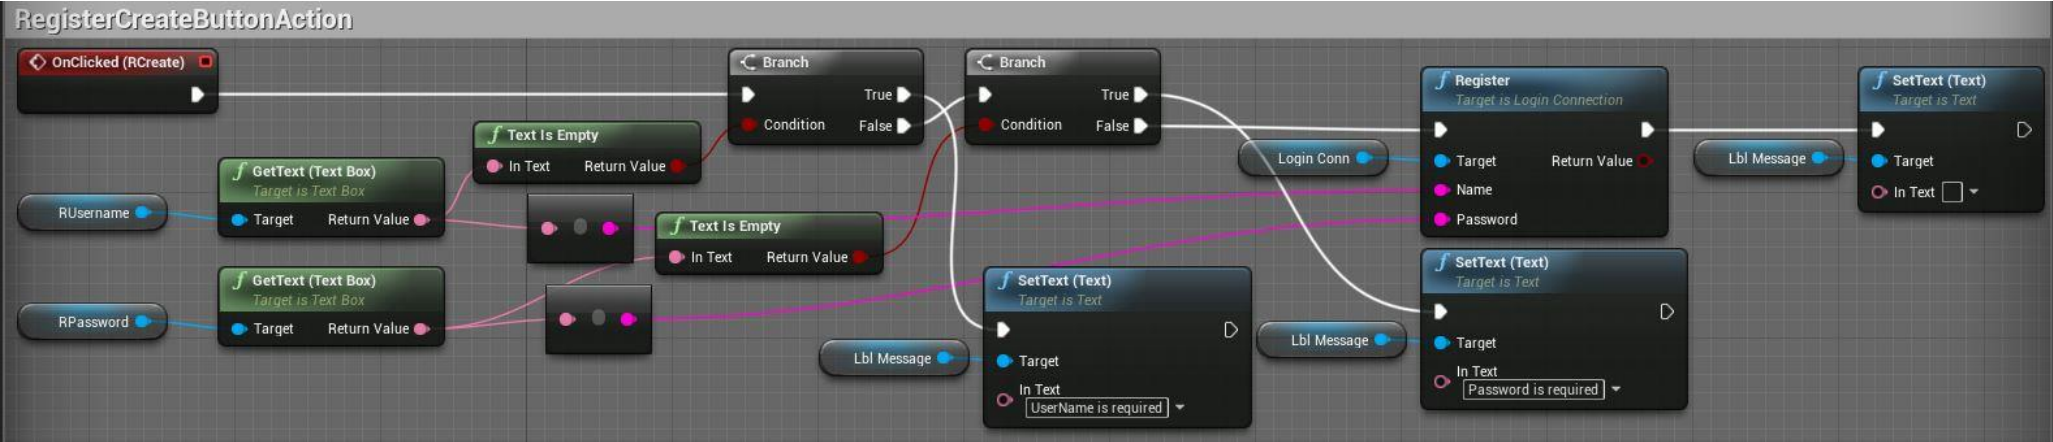 RegisterCreateButtonAction
OnClicked (RCreate)
Branch
True
Condition
False
Branch
True
Condition
False
Register
Target is Login Connection
Target
Return Value
Name
Password
SetText (Text)
Target is Text
Target
In Text
Text Is Empty
In Text
Return Value
Login Conn
Lbl Message
GetText (Text Box)
Target is Text Box
Target
Return Value
RUsername
Text Is Empty
In Text
Return Value
GetText (Text Box)
Target is Text Box
Target
Return Value
RPassword
SetText (Text)
Target is Text
Target
In Text
UserName is required
Lbl Message
SetText (Text)
Target is Text
Target
In Text
Password is required
Lbl Message